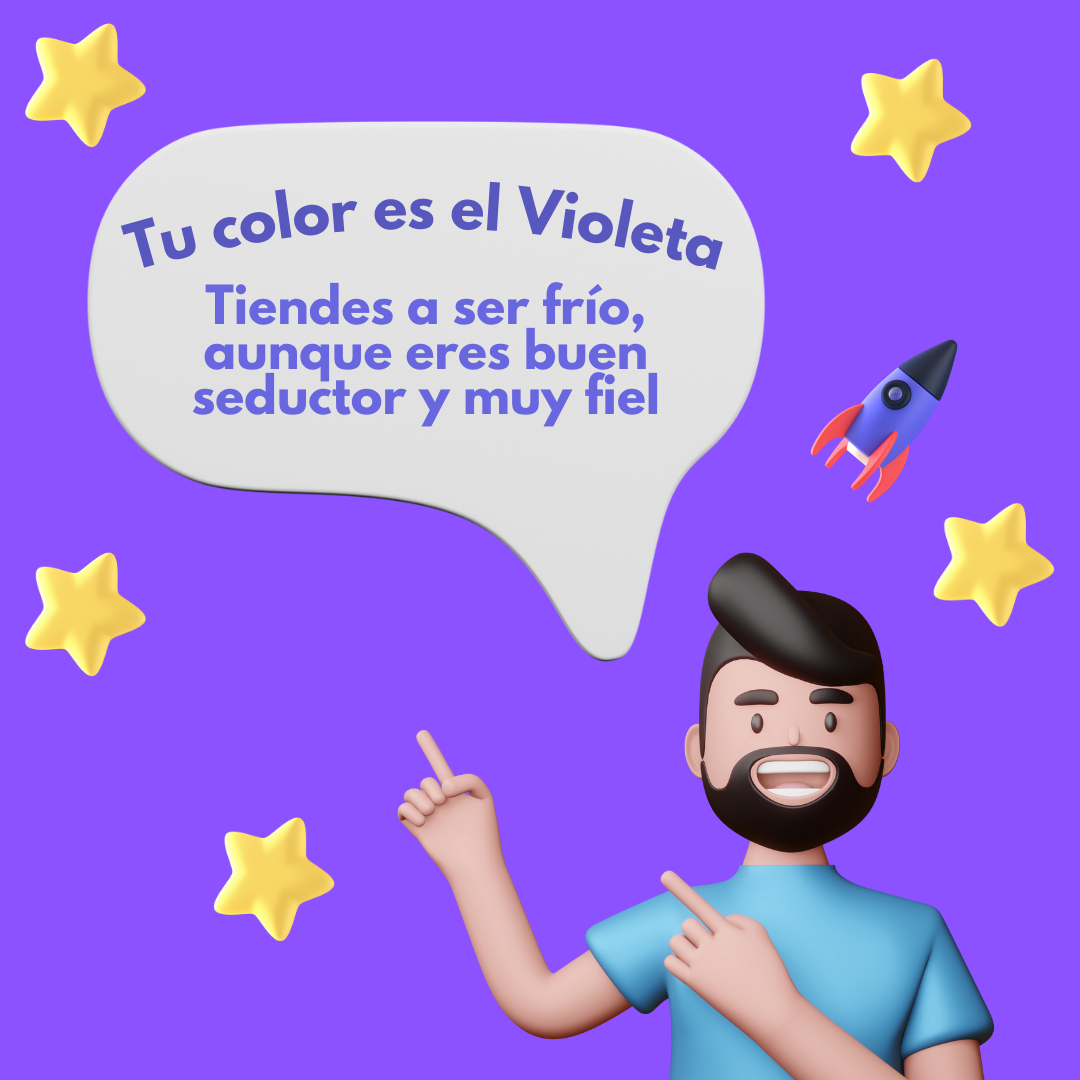 Tu color es el Violeta
Tiendes a ser frío,
aunque eres buen
seductor y muy fiel